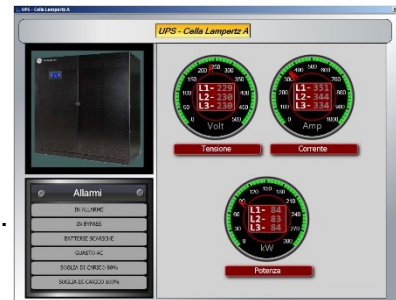 UPS - Cella Lampertz A
UPS - Cella Lampertz A
L1- 229
L2- 230
L3- 230
Volt
Tensione
L1- 351
L2- 344
L3- 334
Amp
Corrente
Allarmi
IN ALLARME
IN BYPASS
BATTERIE SCARICHE
GUASTO AC
SOGLIA DI CARICO 80%
SOGLIA DI CARICO 100%
L1- 84
L2- 83
L3- 84
kW
Potenza